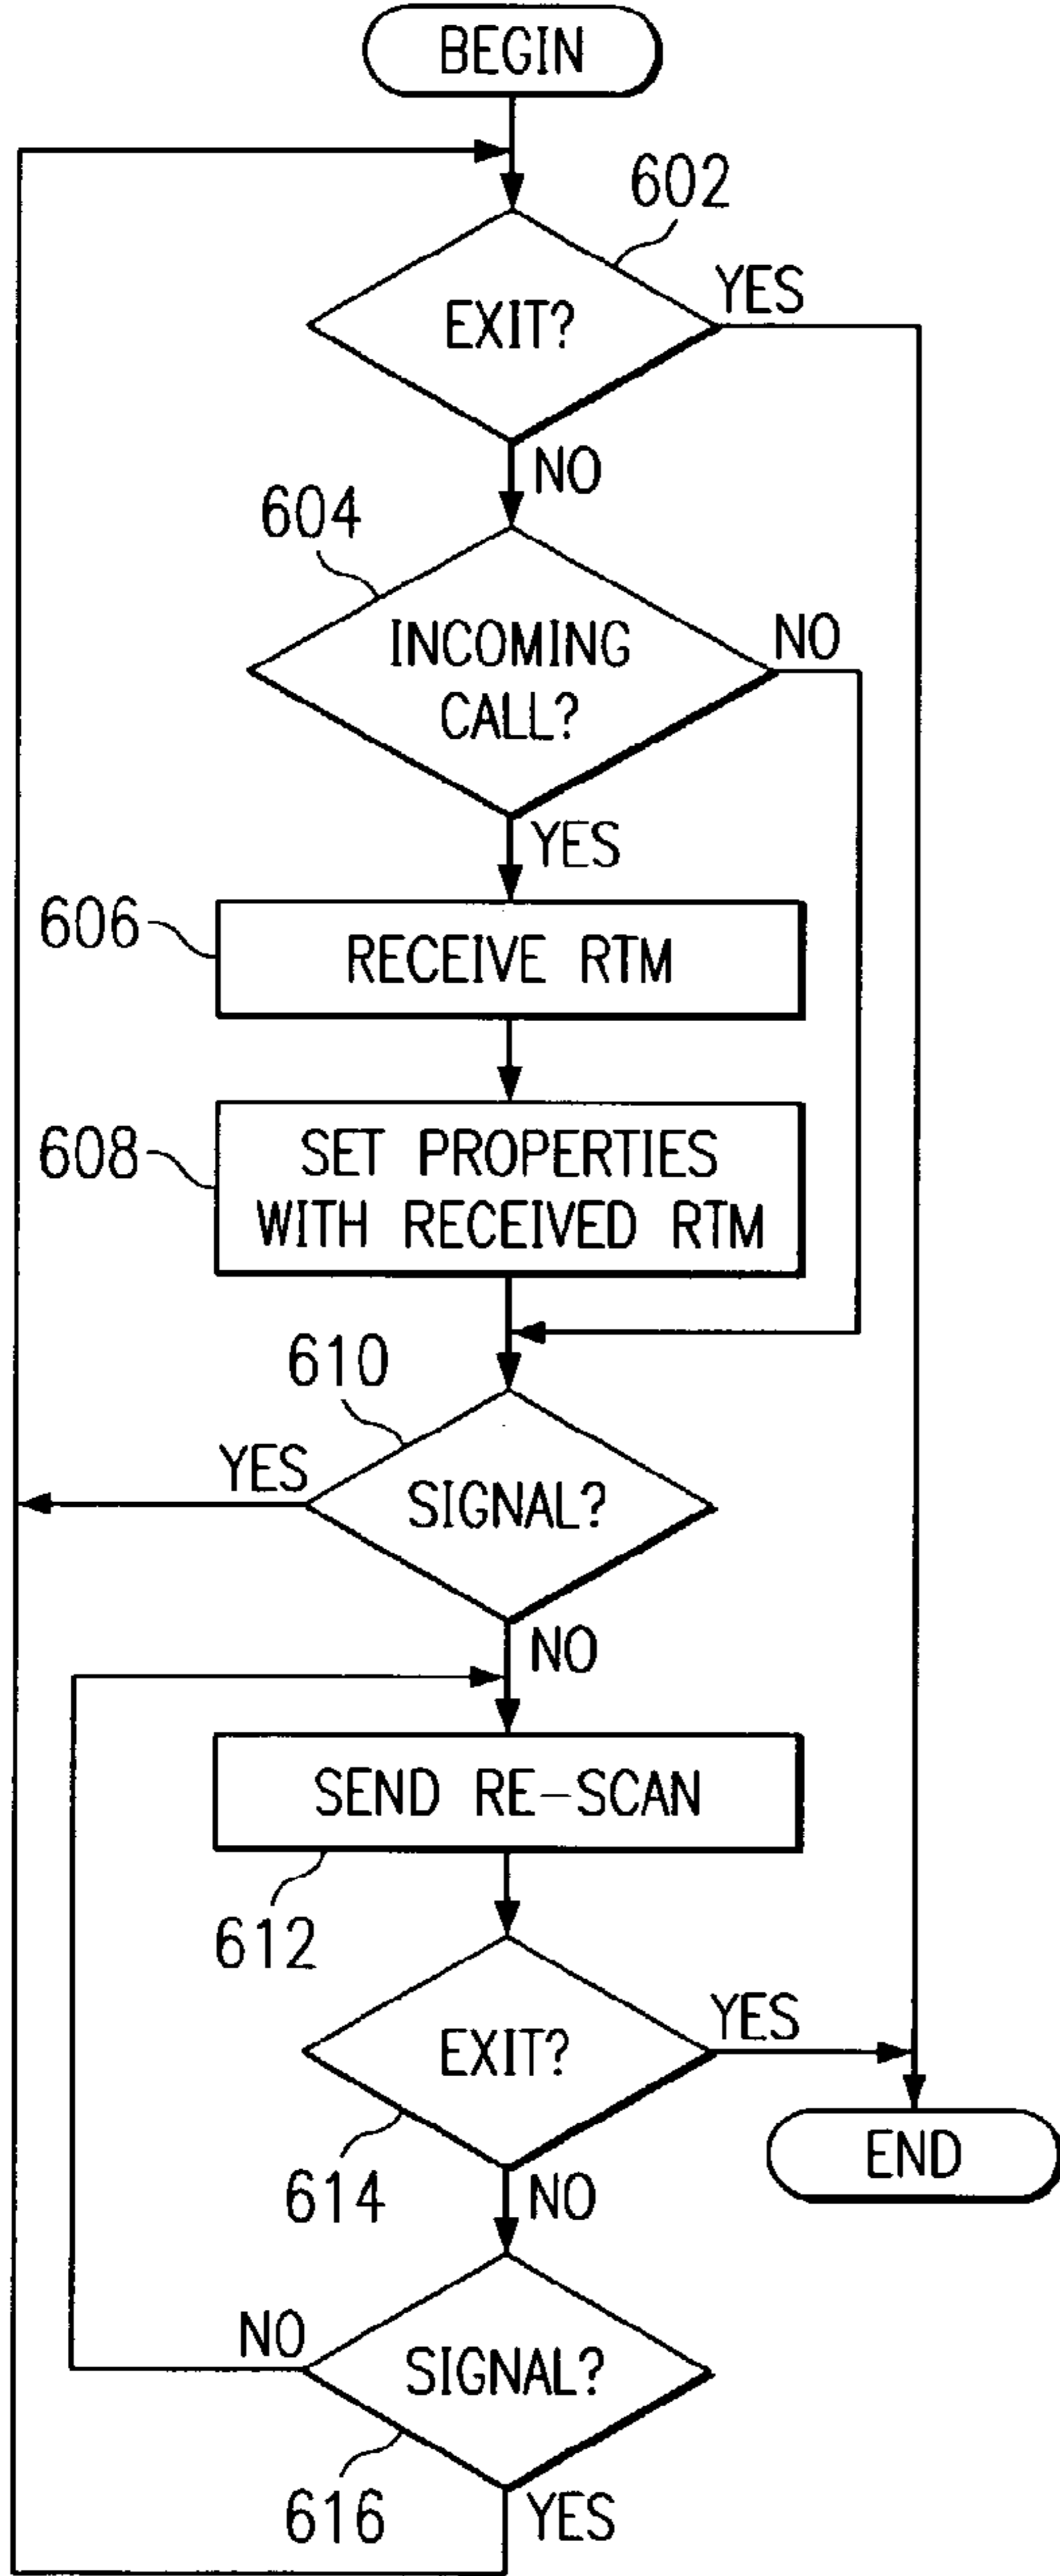 BEGIN
602
EXIT?
YES
NO
604
INCOMING
CALL?
NO
YES
606
RECEIVE RTM
608
SET PROPERTIES
WITH RECEIVED RTM
610
YES
SIGNAL?
NO
SEND RE-SCAN
612
EXIT?
YES
END
614
NO
NO
SIGNAL?
616
YES